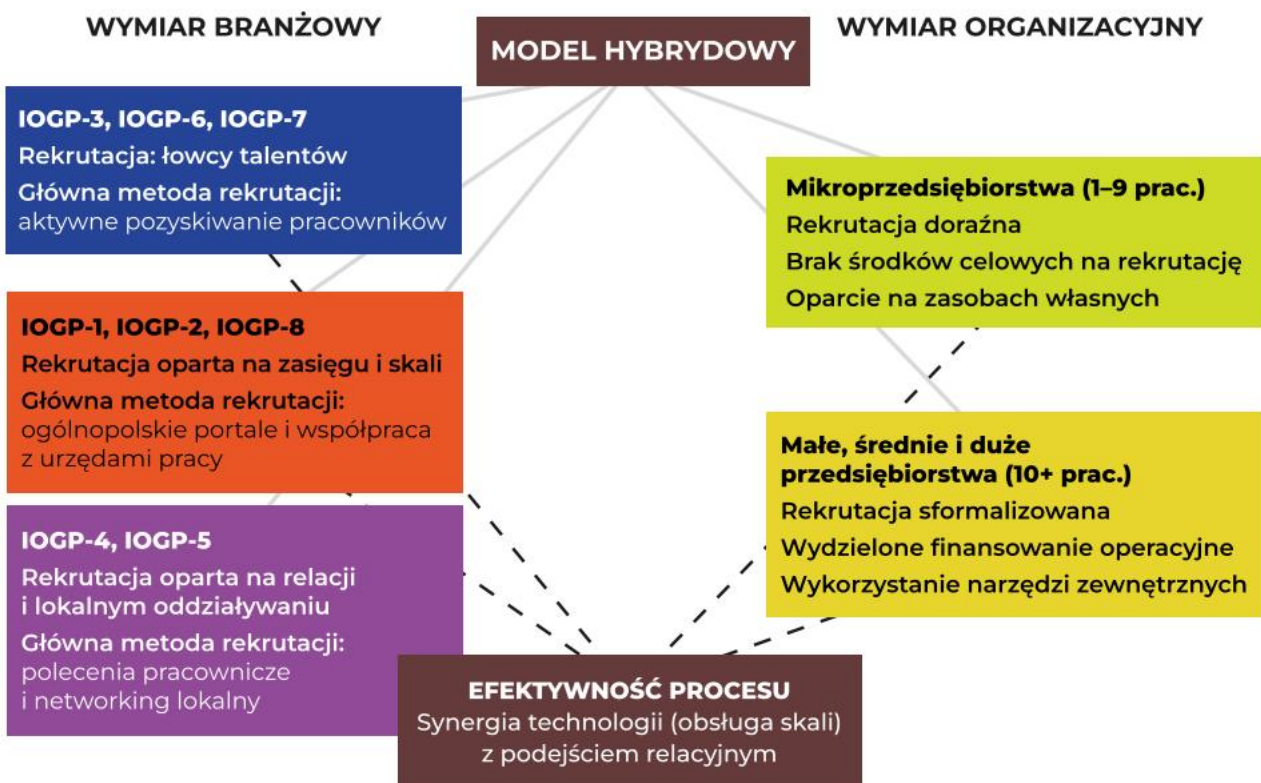 WYMIAR BRANŻOWY
MODEL HYBRYDOWY
WYMIAR ORGANIZACYJNY
IOGP-3, IOGP-6, IOGP-7
Rekrutacja: łowcy talentów
Główna metoda rekrutacji:
aktywne pozyskiwanie pracowników
IOGP-1, IOGP-2, IOGP-8
Rekrutacja oparta na zasięgu i skali
Główna metoda rekrutacji:
ogólnopolskie portale i współpraca
z urzędami pracy
IOGP-4, IOGP-5
Rekrutacja oparta na relacji
i lokalnym oddziaływaniu
Główna metoda rekrutacji:
polecenia pracownicze
i networking lokalny
Mikroprzedsiębiorstwa (1–9 prac.)
Rekrutacja doraźna
Brak środków celowych na rekrutację
Oparcie na zasobach własnych
Małe, średnie i duże
przedsiębiorstwa (10+ prac.)
Rekrutacja sformalizowana
Wydzielone finansowanie operacyjne
Wykorzystanie narzędzi zewnętrznych
EFEKTYWNOŚĆ PROCESU
Synergia technologii (obsługa skali)
z podejściem relacyjnym